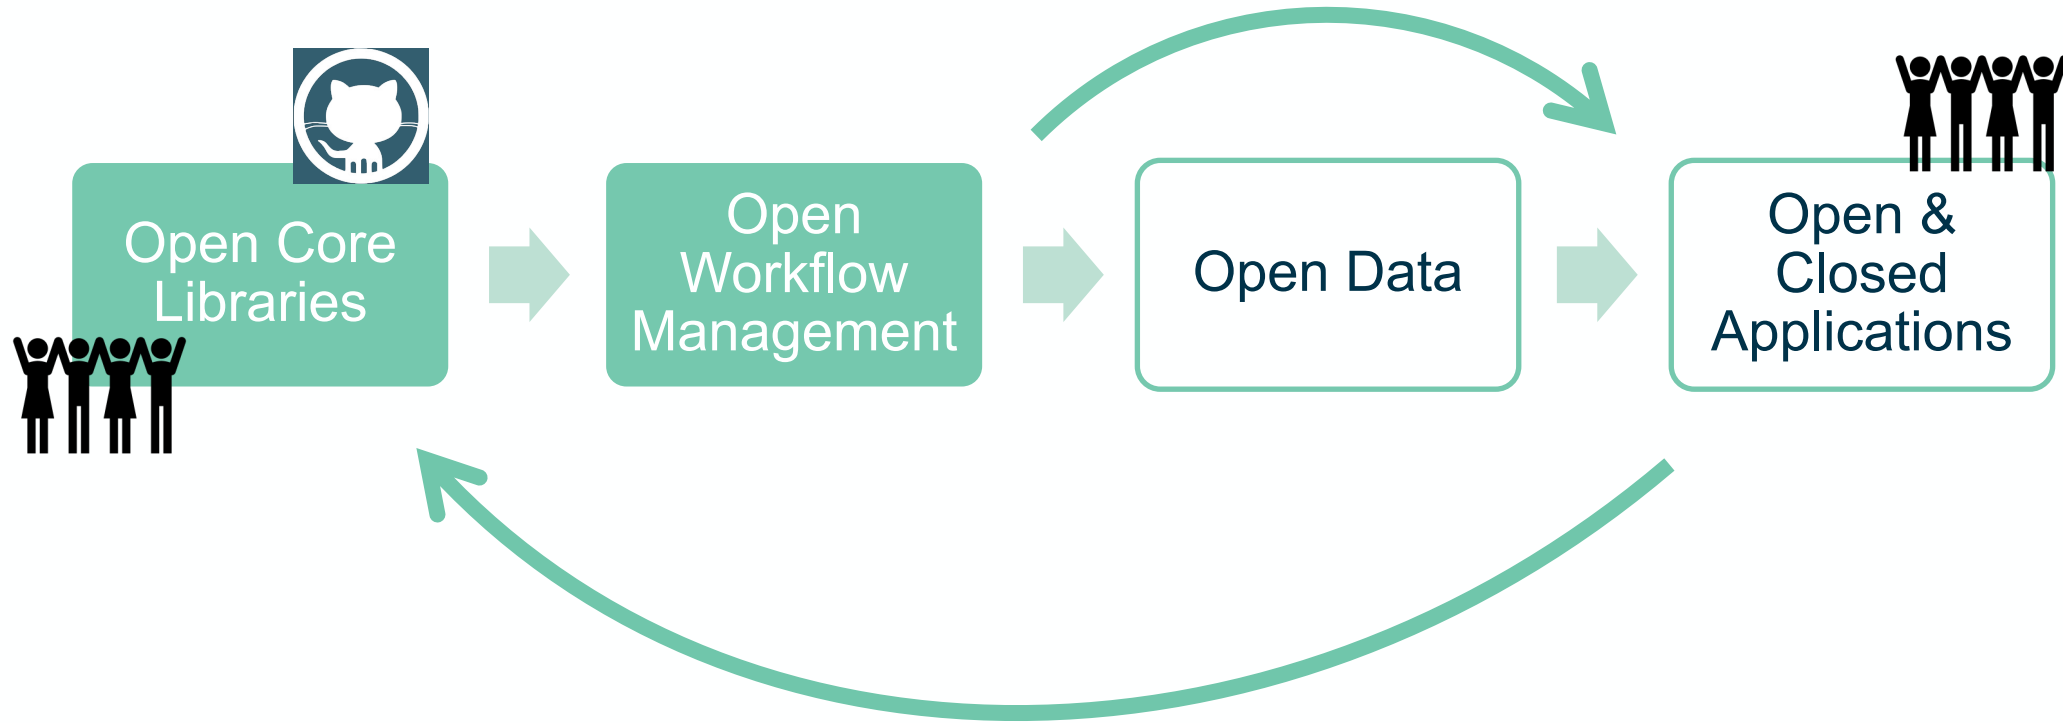 Open Core
Libraries
Open
Workflow
Management
Open Data
Open &
Closed
Applications